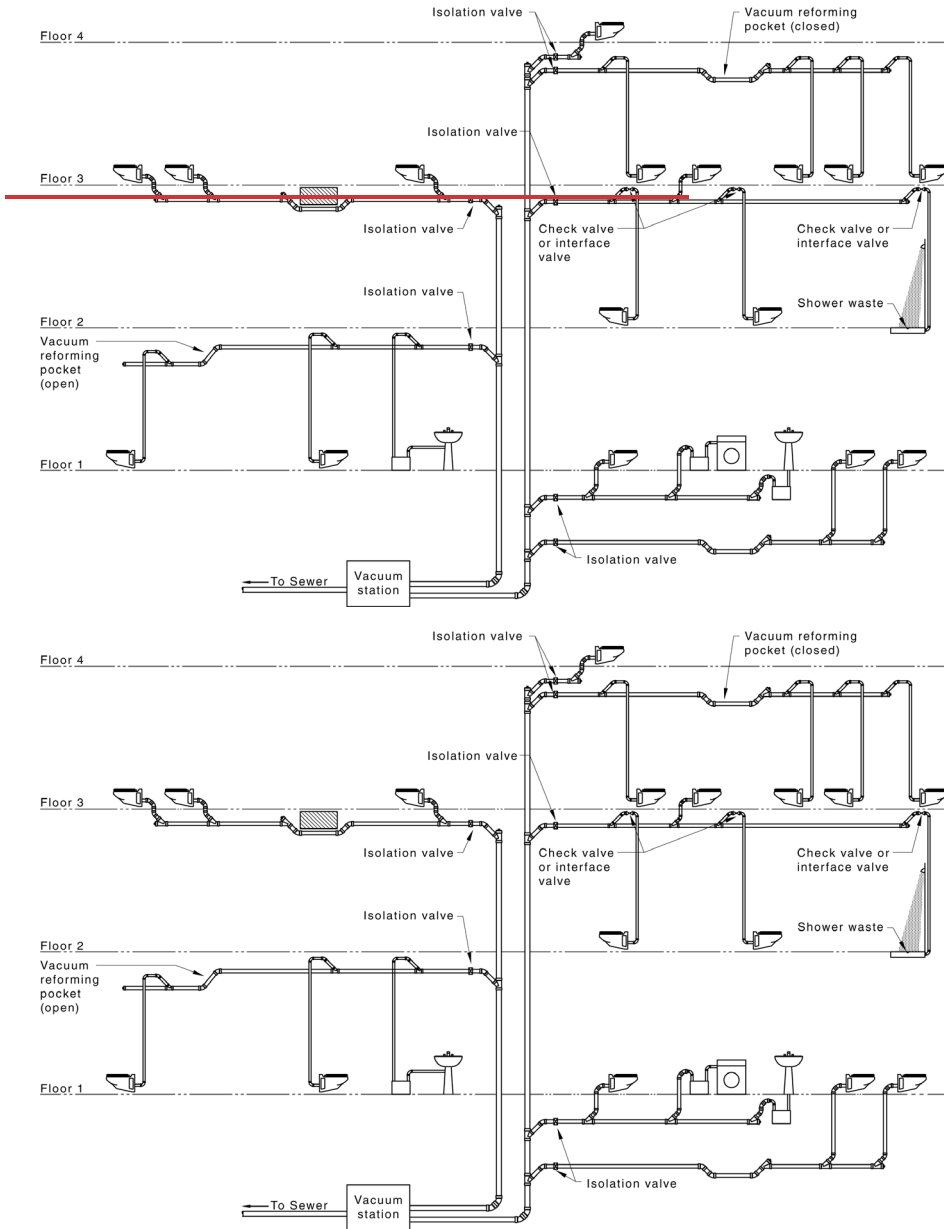 Isolation valve
Vacuum reforming
pocket (closed)
Floor 4
Isolation valve
Floor 3
Isolation valve
Check valve
or interface
valve
Check valve or
interface valve
Isolation valve
Shower waste
Floor 2
Vacuum
reforming
pocket
(open)
Floor 1
Isolation valve
To Sewer
Vacuum
station
Isolation valve
Vacuum reforming
pocket (closed)
Floor 4
Isolation valve
Floor 3
Isolation valve
Check valve
or interface
valve
Check valve or
interface valve
Isolation valve
Shower waste
Floor 2
Vacuum
reforming
pocket
(open)
Floor 1
Isolation valve
To Sewer
Vacuum
station